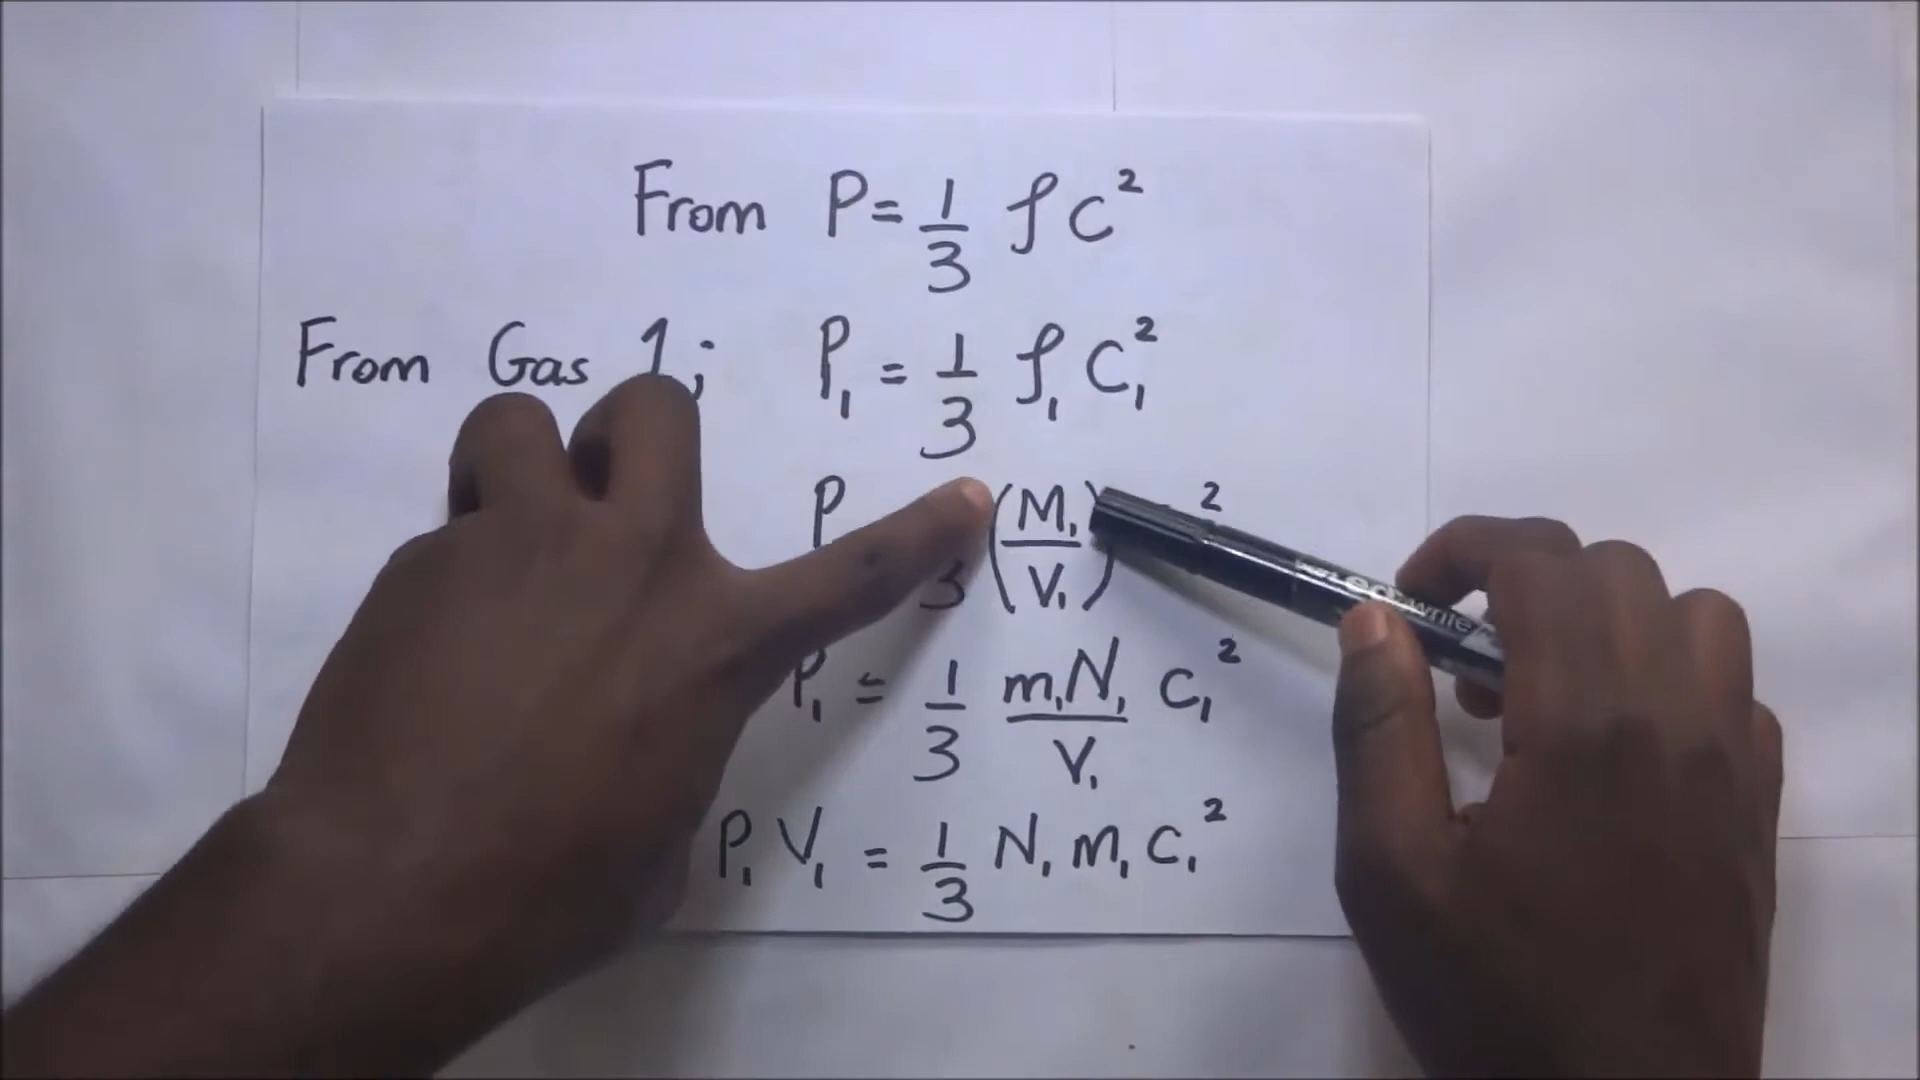 From P = 1/3 ρ C²
From Gas 1; P₁ = 1/3 ρ₁ C₁²
P 3 (M₁/V₁) ²
P₁ = 1/3 m₁N₁/V₁ C₁²
P₁ V₁ = 1/3 N₁ m₁ C₁²